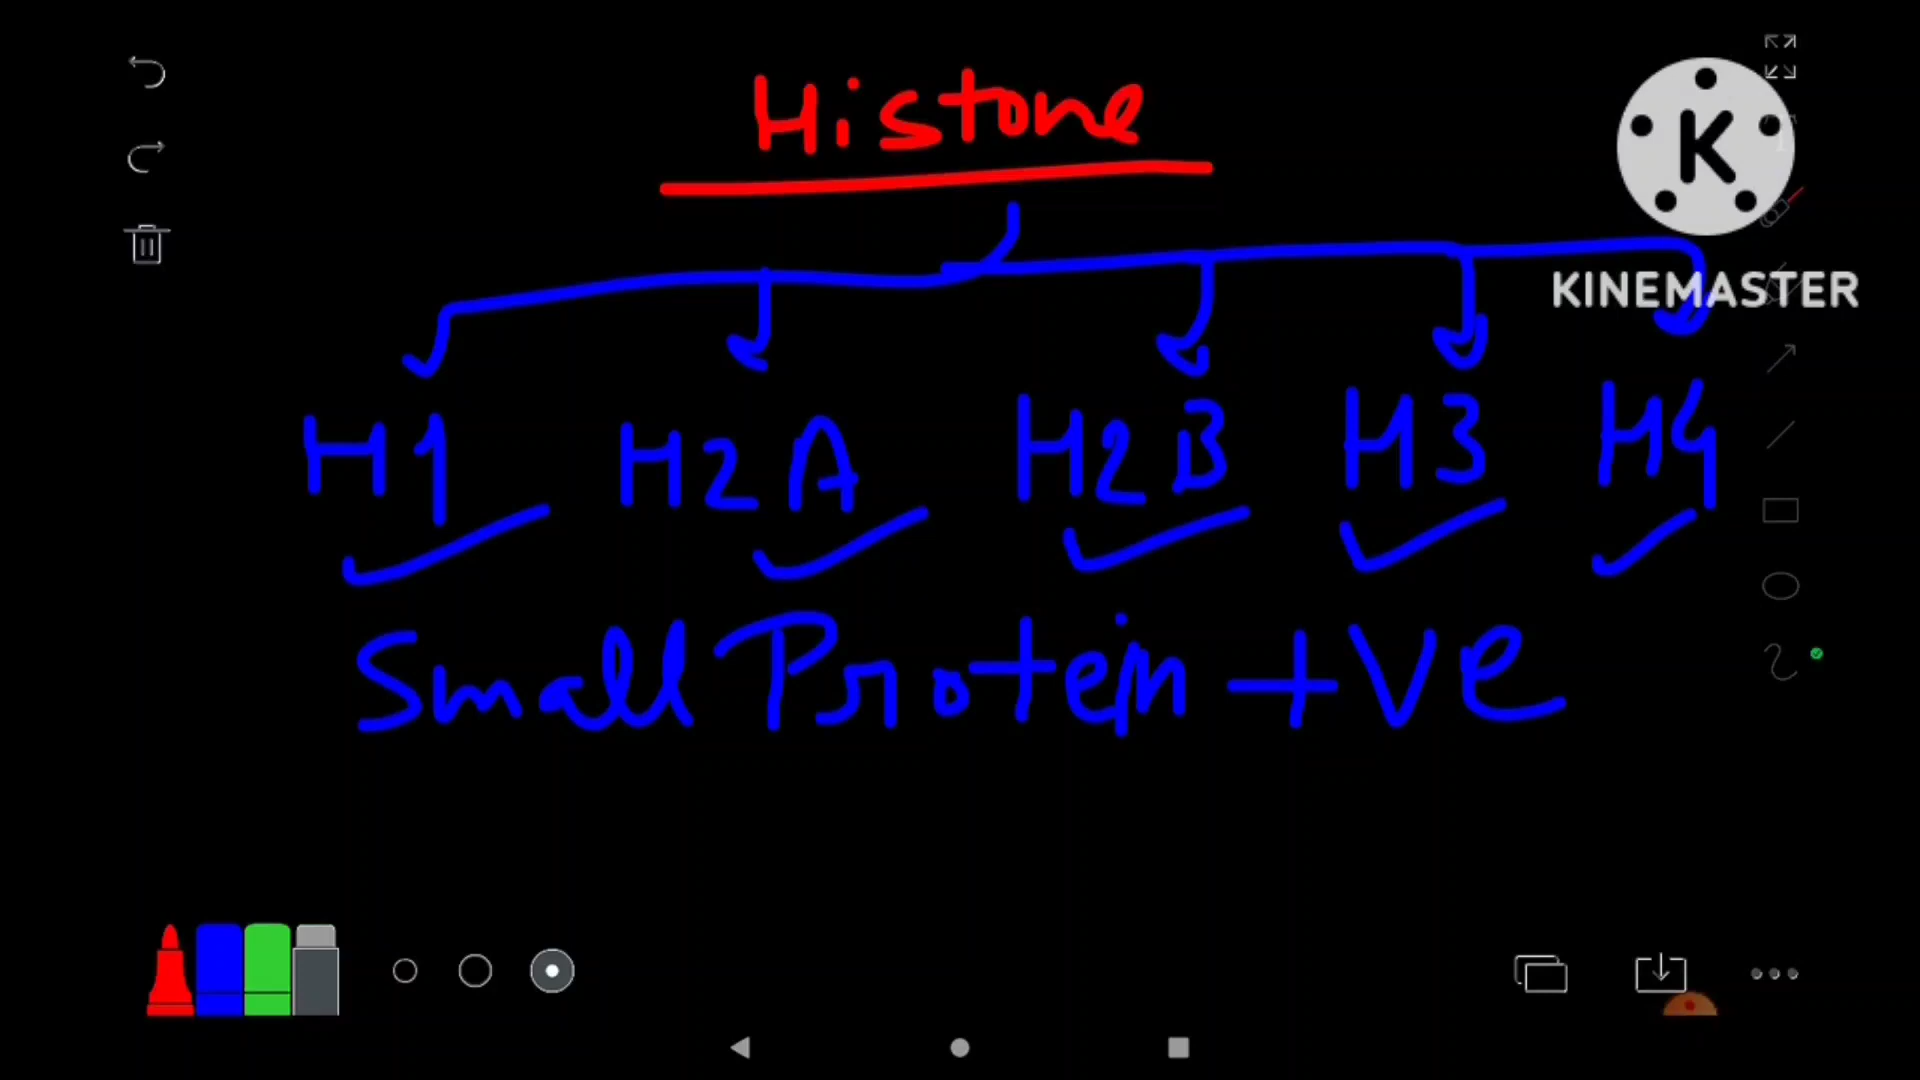 Histone
K
KINEMASTER
H1 H2A H2B H3 H4
Small Protein +ve